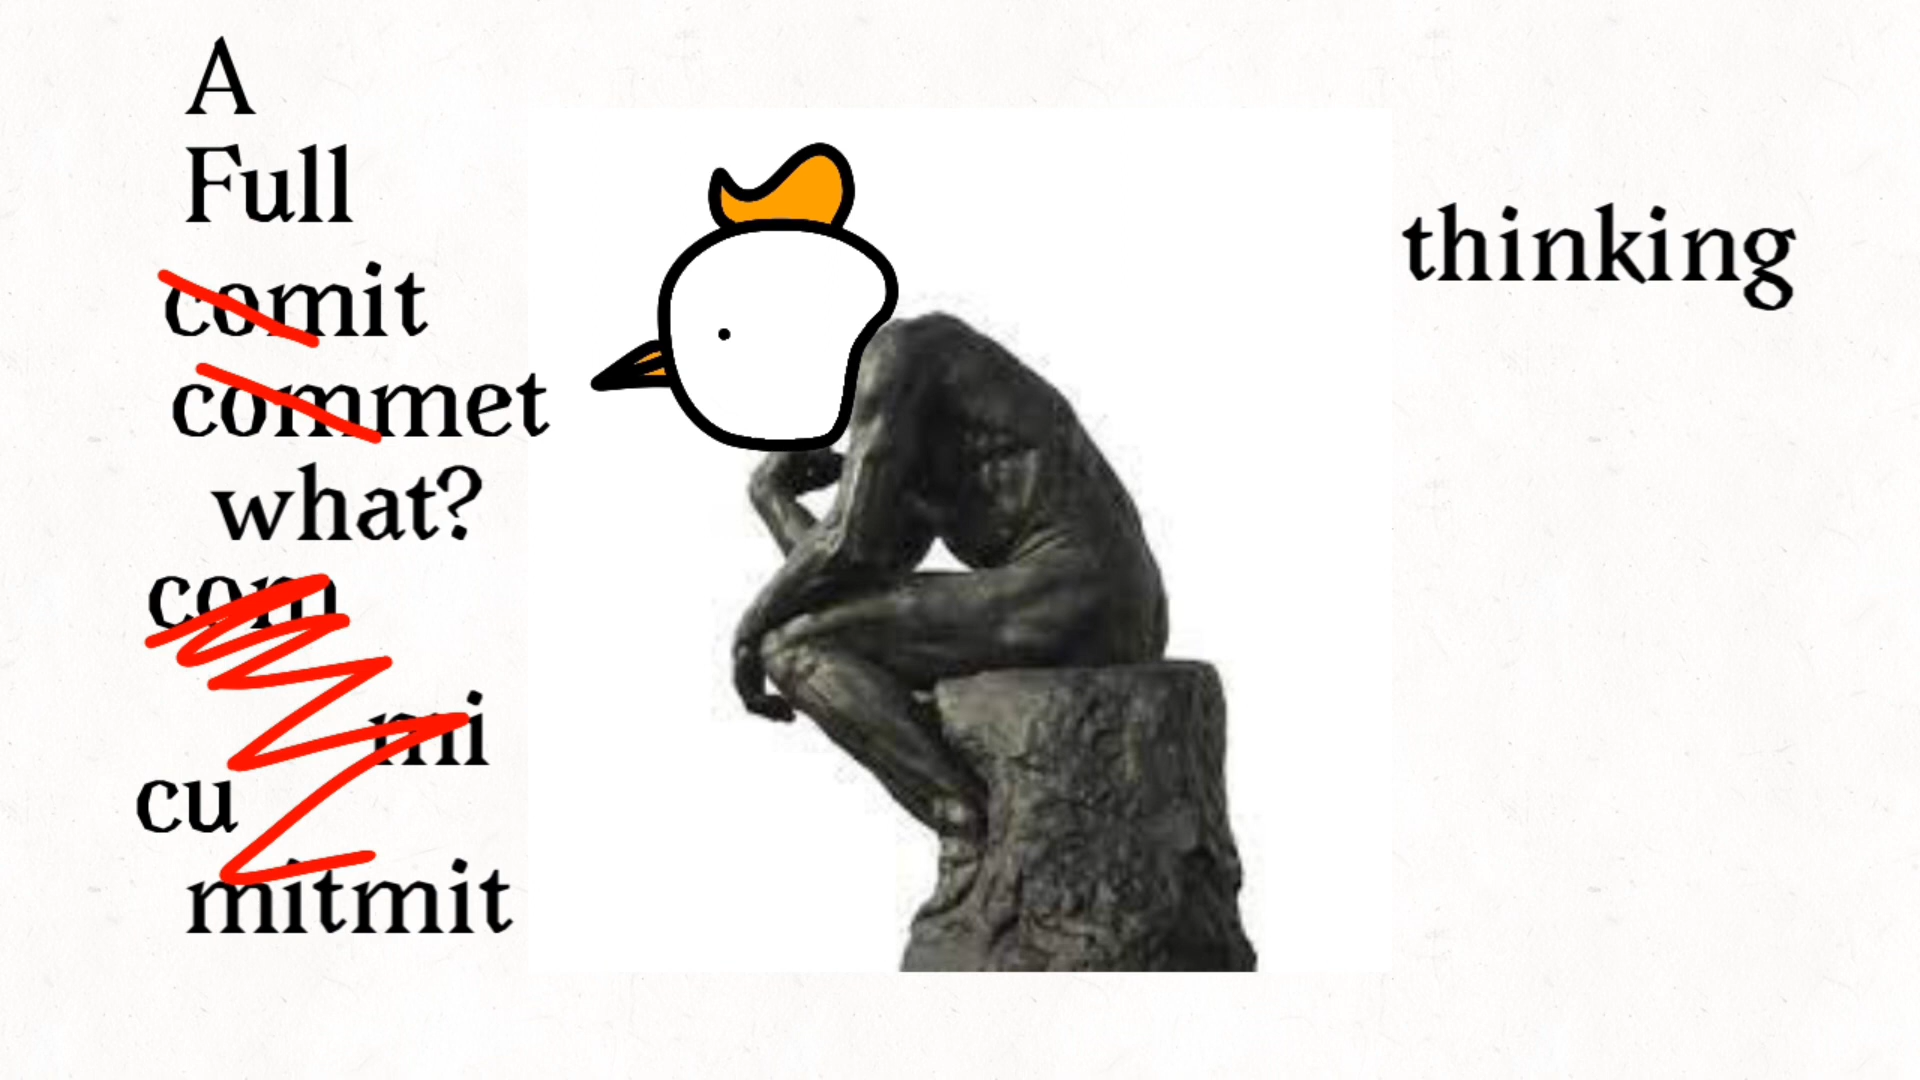 A
Full
comit
commet
what?
com
mi
cu
mitmit
thinking